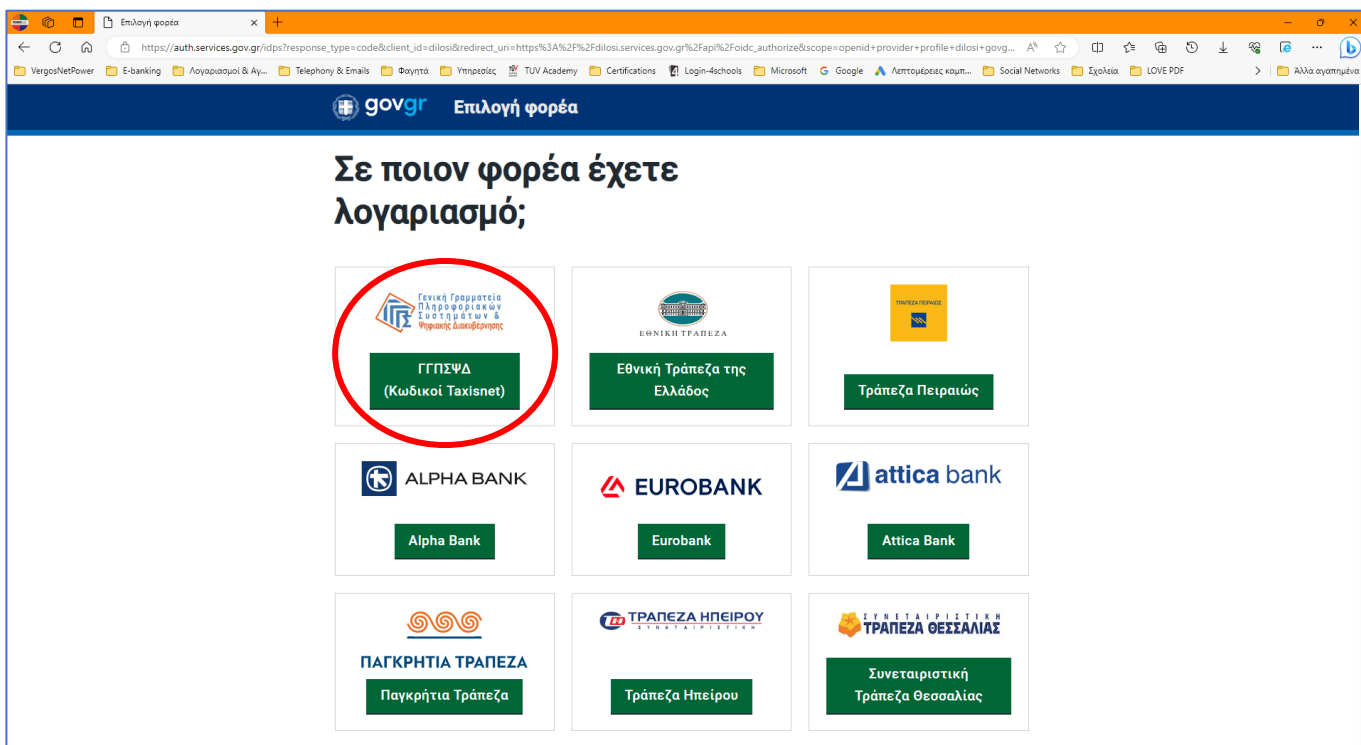 Επιλογή φορέα
https://auth.services.gov.gr/idps?response_type=code&client_id=dilosi&redirect_uri=https%3A%2F%2Fdilosi.services.gov.gr%2Fapi%2Foidc_authorize&scope=openid+provider+profile+dilosi+govg...
VergosNetPower
E-banking
Λογαριασμοί & Αγ...
Telephony & Emails
Φαγητά
Υπηρεσίες
TUV Academy
Certifications
Login-4schools
Microsoft
Google
Λεπτομέρειες καμπ...
Social Networks
Σχολεία
LOVE PDF
Άλλα αγαπημένα
govgr Επιλογή φορέα
Σε ποιον φορέα έχετε
λογαριασμό;
Γενική Γραμματεία
Πληροφοριακών
Συστημάτων &
Ψηφιακής Διακυβέρνησης
ΓΓΠΣΨΔ
(Κωδικοί Taxisnet)
ΕΘΝΙΚΗ ΤΡΑΠΕΖΑ
Εθνική Τράπεζα της
Ελλάδος
ΤΡΑΠΕΖΑ ΠΕΙΡΑΙΩΣ
Τράπεζα Πειραιώς
ALPHA BANK
Alpha Bank
EUROBANK
Eurobank
attica bank
Attica Bank
ΠΑΓΚΡΗΤΙΑ ΤΡΑΠΕΖΑ
Παγκρήτια Τράπεζα
ΤΡΑΠΕΖΑ ΗΠΕΙΡΟΥ
ΣΥΝΕΤΑΙΡΙΣΤΙΚΗ
Τράπεζα Ηπείρου
ΣΥΝΕΤΑΙΡΙΣΤΙΚΗ
ΤΡΑΠΕΖΑ ΘΕΣΣΑΛΙΑΣ
Συνεταιριστική
Τράπεζα Θεσσαλίας